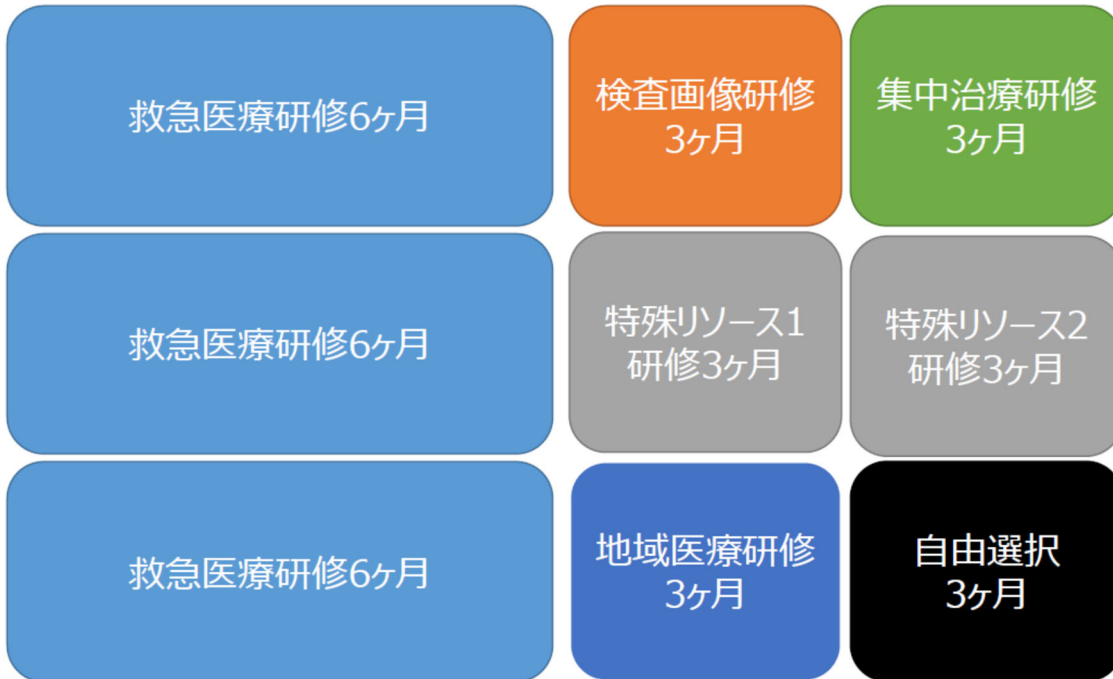 救急医療研修6ヶ月
検査画像研修
3ヶ月
集中治療研修
3ヶ月
救急医療研修6ヶ月
特殊リソース1
研修3ヶ月
特殊リソース2
研修3ヶ月
救急医療研修6ヶ月
地域医療研修
3ヶ月
自由選択
3ヶ月